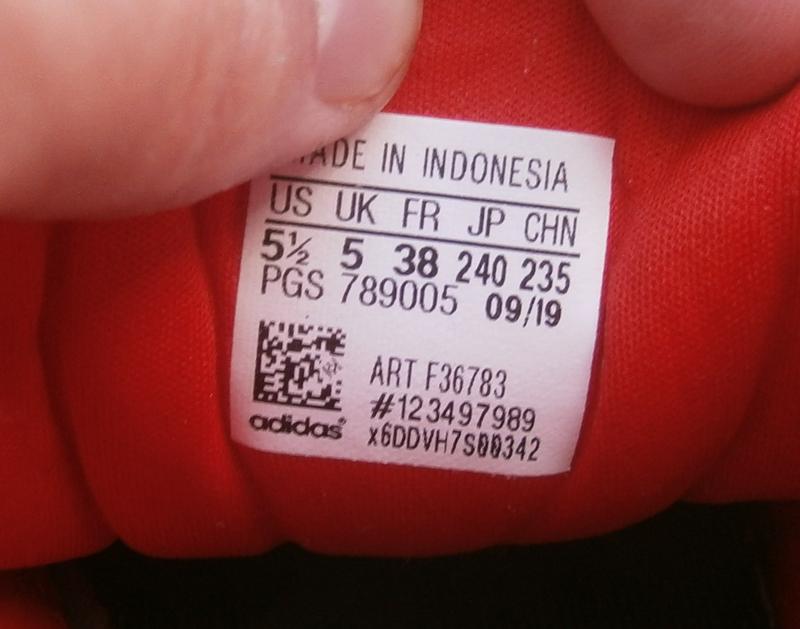 MADE IN INDONESIA
US UK FR JP CHN
5½ 5 38 240 235
PGS 789005 09/19
ART F36783
#123497989
adidas x6DDVH7S00342